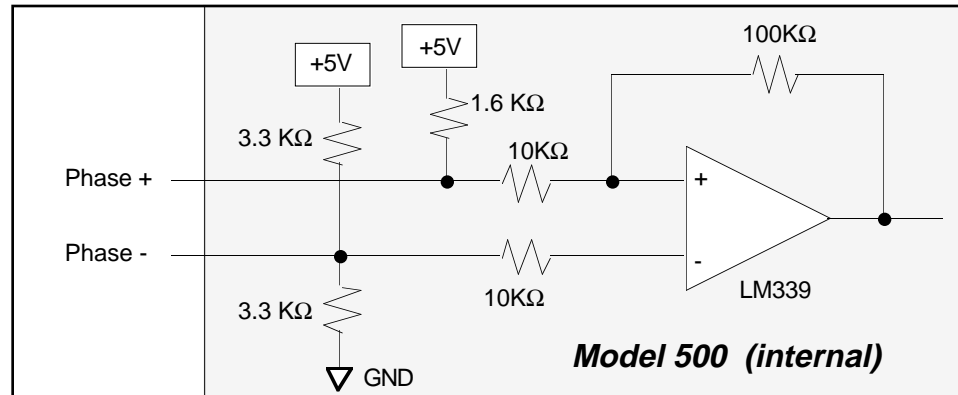 100KΩ
+5V
+5V
1.6 KΩ
3.3 KΩ
10KΩ
Phase +
+
Phase -
-
10KΩ
LM339
3.3 KΩ
Model 500 (internal)
GND